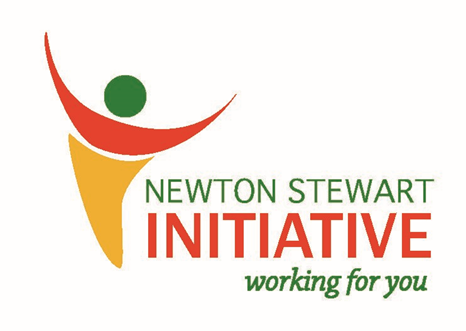 NEWTON STEWART
INITIATIVE
working for you